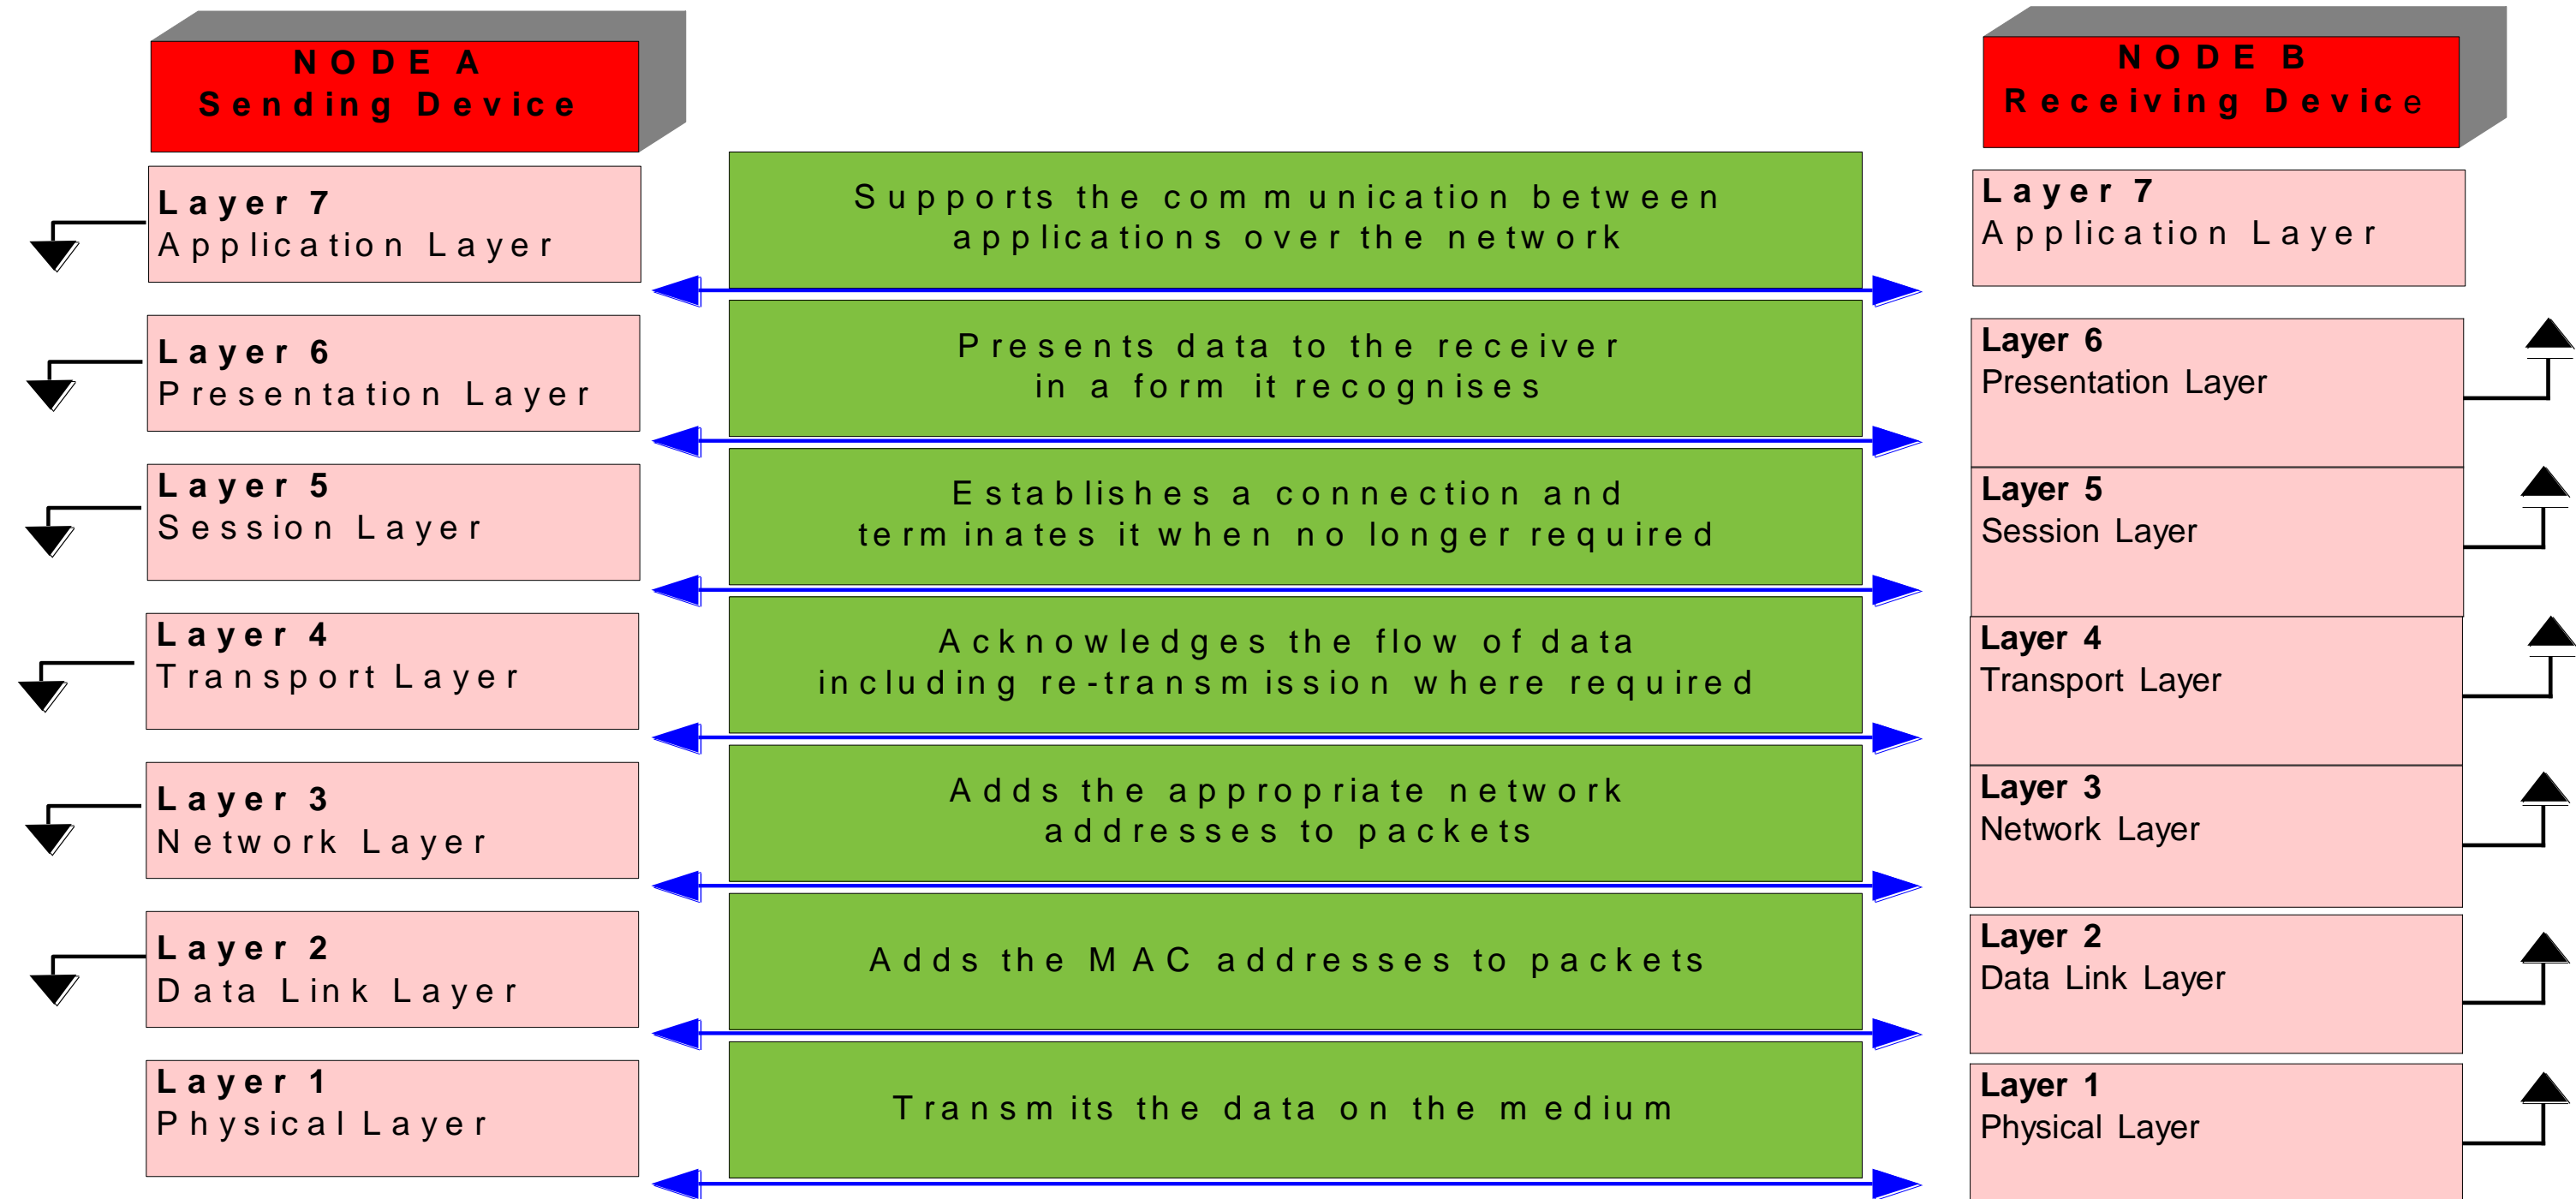 NODE A
Sending Device
NODE B
Receiving Device
Layer 7
Application Layer
Supports the communication between
applications over the network
Layer 7
Application Layer
Layer 6
Presentation Layer
Presents data to the receiver
in a form it recognises
Layer 6
Presentation Layer
Layer 5
Session Layer
Establishes a connection and
terminates it when no longer required
Layer 5
Session Layer
Layer 4
Transport Layer
Acknowledges the flow of data
including re-transmission where required
Layer 4
Transport Layer
Layer 3
Network Layer
Adds the appropriate network
addresses to packets
Layer 3
Network Layer
Layer 2
Data Link Layer
Adds the MAC addresses to packets
Layer 2
Data Link Layer
Layer 1
Physical Layer
Transmits the data on the medium
Layer 1
Physical Layer